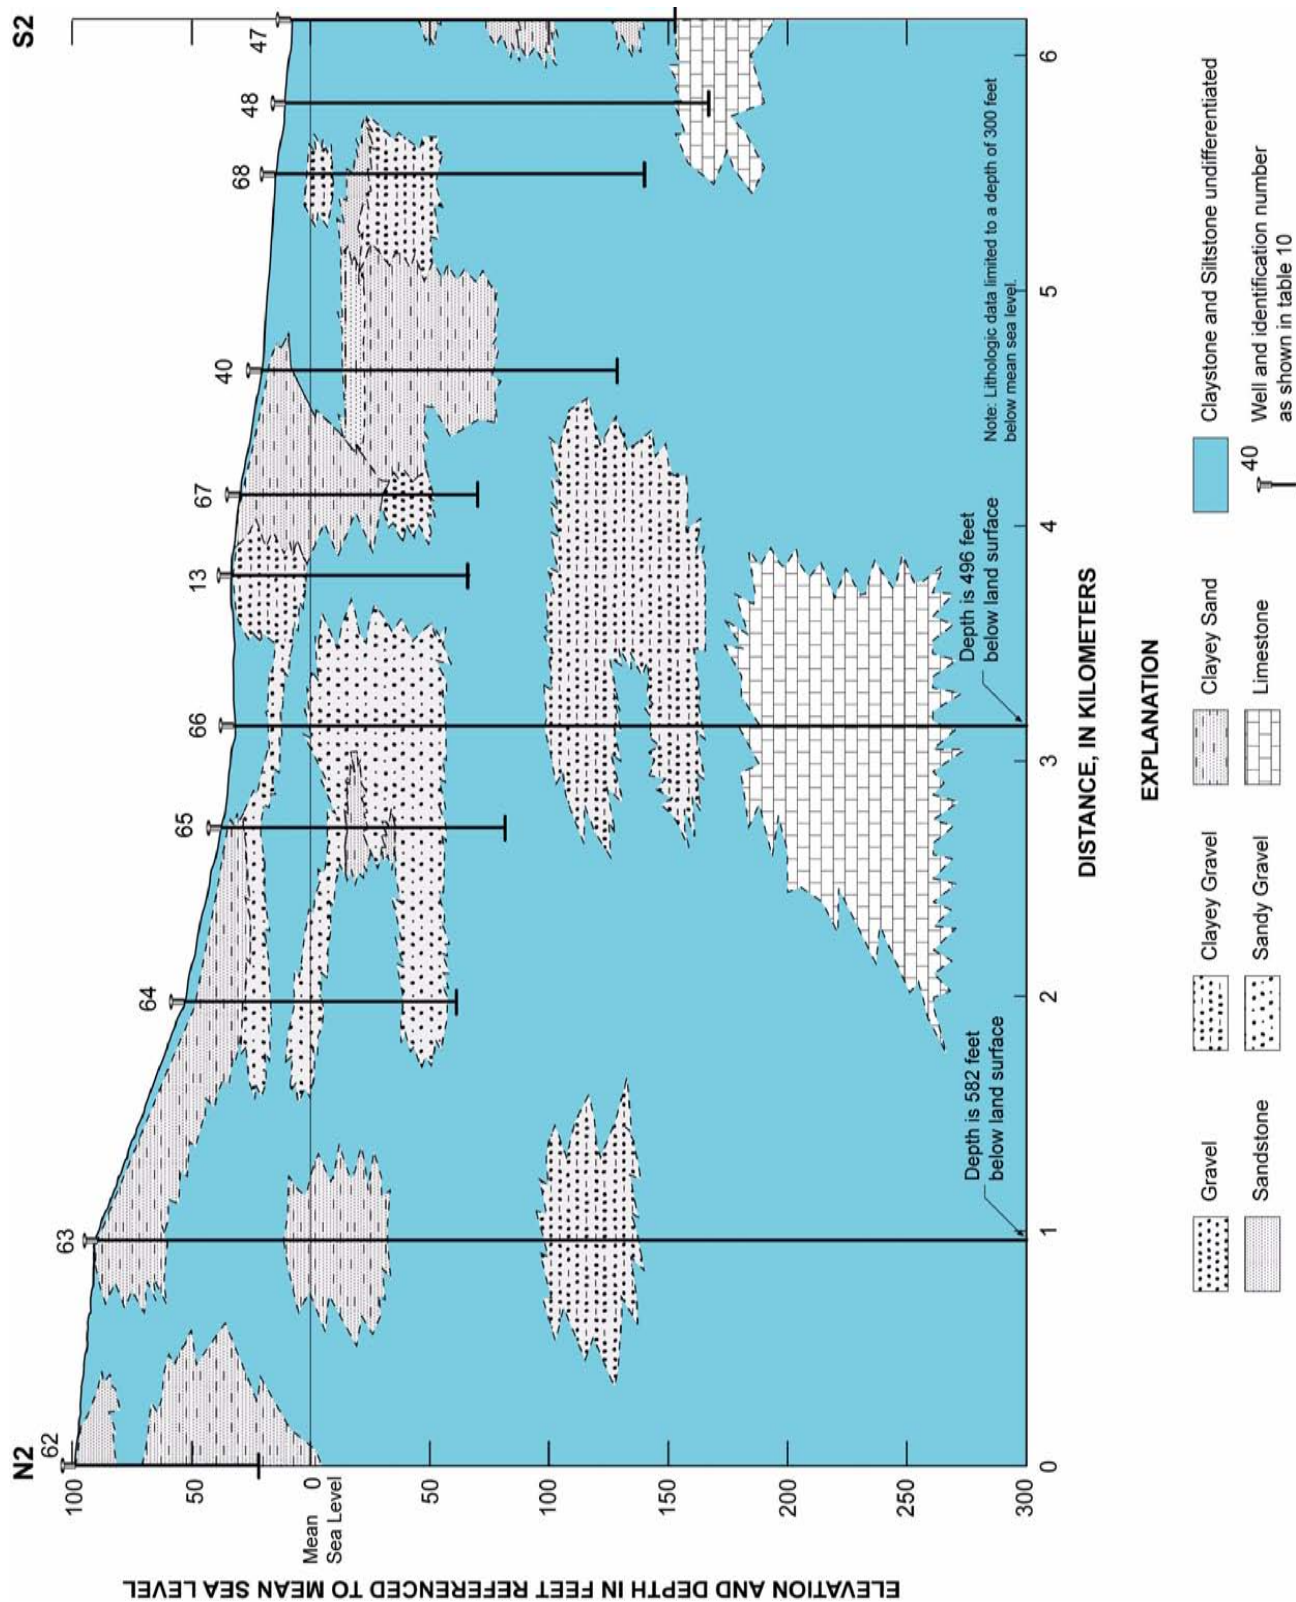 N2
S2
62
63
64
65
66
13
67
40
68
48
47
100
50
0
Mean
Sea Level
50
100
150
200
250
300
ELEVATION AND DEPTH IN FEET REFERENCED TO MEAN SEA LEVEL
Depth is 582 feet
below land surface
Depth is 496 feet
below land surface
Note: Lithologic data limited to a depth of 300 feet
below mean sea level.
0
1
2
3
4
5
6
DISTANCE, IN KILOMETERS
EXPLANATION
Gravel
Clayey Gravel
Clayey Sand
Claystone and Siltstone undifferentiated
Sandstone
Sandy Gravel
Limestone
40
Well and identification number
as shown in table 10